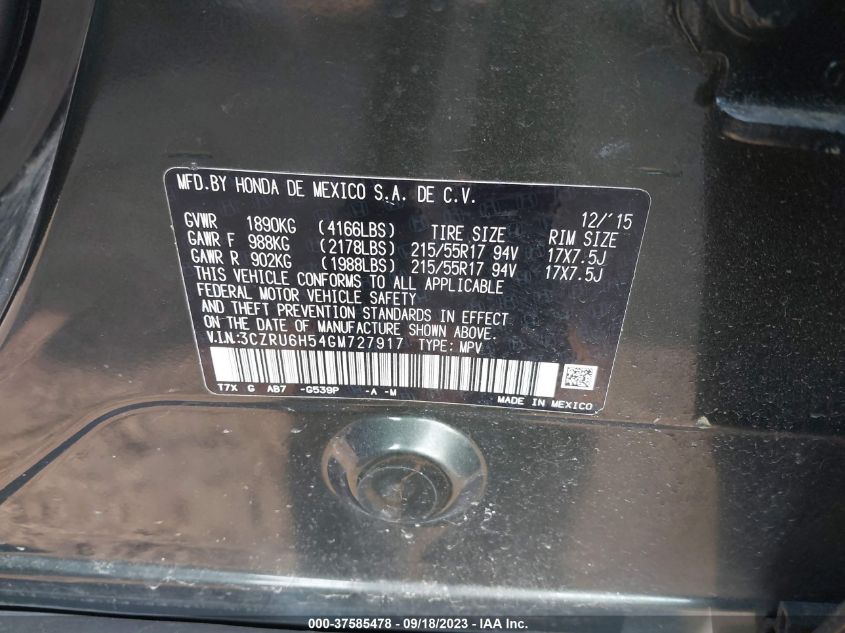 MFD.BY HONDA DE MEXICO S.A. DE C.V.
12/'15
GVWR 1890KG (4166LBS) TIRE SIZE RIM SIZE
GAWR F 988KG (2178LBS) 215/55R17 94V 17X7.5J
GAWR R 902KG (1988LBS) 215/55R17 94V 17X7.5J
THIS VEHICLE CONFORMS TO ALL APPLICABLE
FEDERAL MOTOR VEHICLE SAFETY
AND THEFT PREVENTION STANDARDS IN EFFECT
ON THE DATE OF MANUFACTURE SHOWN ABOVE.
V.IN.:3CZRU6H54GM727917 TYPE: MPV
T7X G AB7 -G539P -A -M MADE IN MEXICO
000-37585478 - 09/18/2023 - © IAA, Inc.